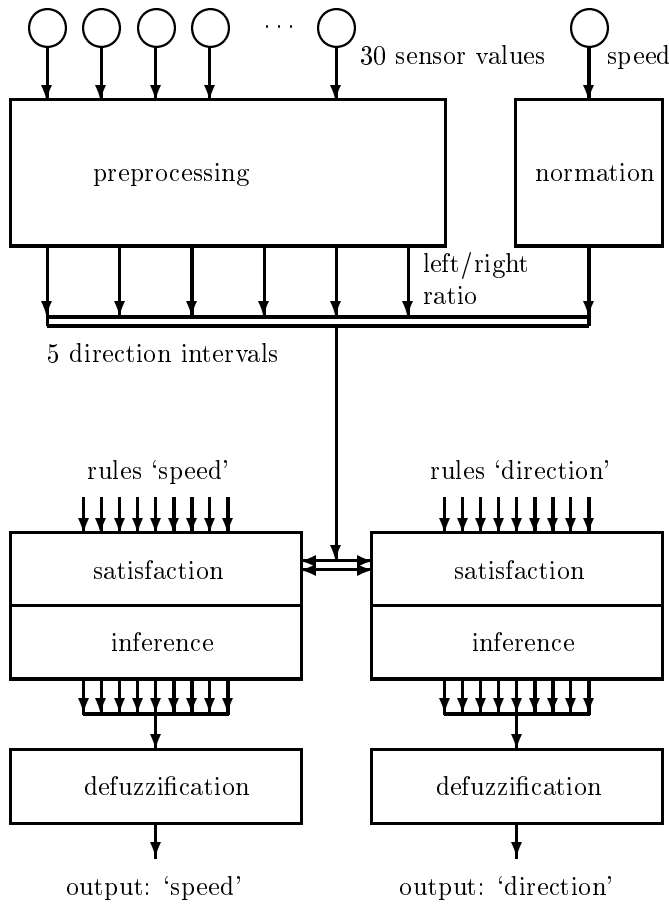 . . .
30 sensor values
speed
preprocessing
normation
left/right
ratio
5 direction intervals
rules ‘speed’
rules ‘direction’
satisfaction
satisfaction
inference
inference
defuzzification
defuzzification
output: ‘speed’
output: ‘direction’